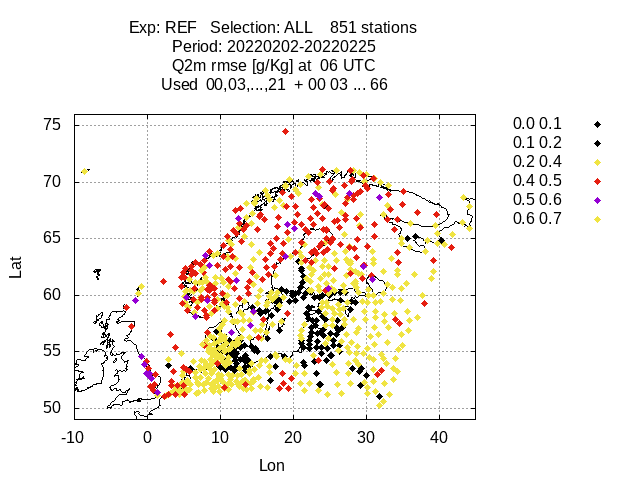 Exp: REF   Selection: ALL    851 stations
Period: 20220202-20220225
Q2m rmse [g/Kg] at  06 UTC
Used  00,03,...,21  + 00 03 ... 66
0.0 0.1
0.1 0.2
0.2 0.4
0.4 0.5
0.5 0.6
0.6 0.7
75
70
65
60
55
50
Lat
-10 0 10 20 30 40
Lon